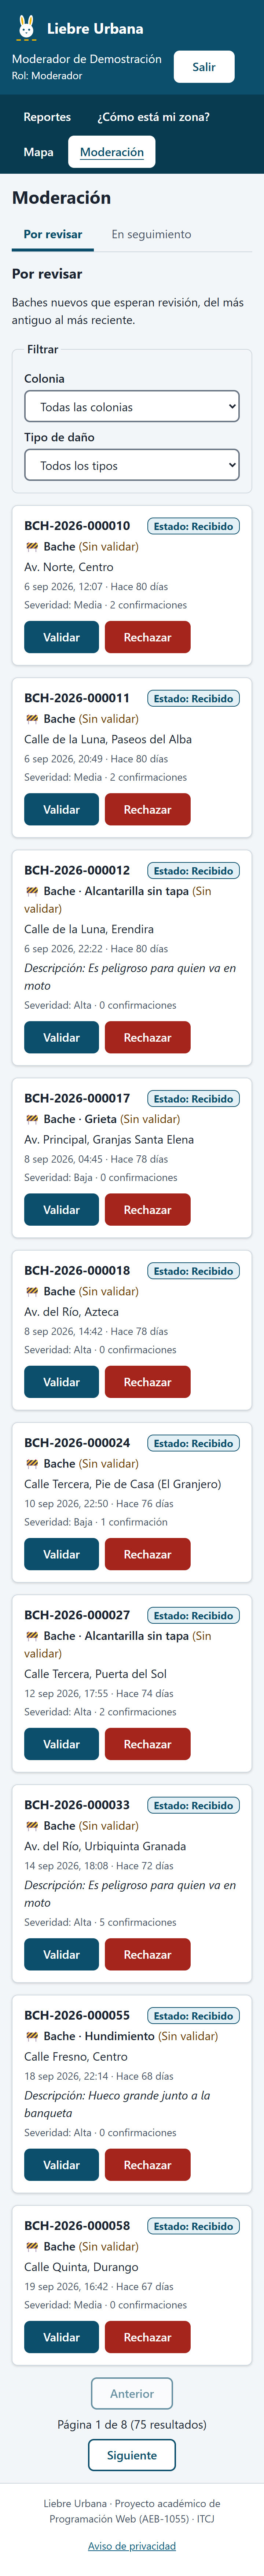 Liebre Urbana
Moderador de Demostración
Rol: Moderador
Salir
Reportes
¿Cómo está mi zona?
Mapa
Moderación
Moderación
Por revisar
En seguimiento
Por revisar
Baches nuevos que esperan revisión, del más
antiguo al más reciente.
Filtrar
Colonia
Todas las colonias
Tipo de daño
Todos los tipos
BCH-2026-000010
Estado: Recibido
Bache (Sin validar)
Av. Norte, Centro
6 sep 2026, 12:07 · Hace 80 días
Severidad: Media · 2 confirmaciones
Validar
Rechazar
BCH-2026-000011
Estado: Recibido
Bache (Sin validar)
Calle de la Luna, Paseos del Alba
6 sep 2026, 20:49 · Hace 80 días
Severidad: Media · 2 confirmaciones
Validar
Rechazar
BCH-2026-000012
Estado: Recibido
Bache · Alcantarilla sin tapa (Sin
validar)
Calle de la Luna, Erendira
6 sep 2026, 22:22 · Hace 80 días
Descripción: Es peligroso para quien va en
moto
Severidad: Alta · 0 confirmaciones
Validar
Rechazar
BCH-2026-000017
Estado: Recibido
Bache · Grieta (Sin validar)
Av. Principal, Granjas Santa Elena
8 sep 2026, 04:45 · Hace 78 días
Severidad: Baja · 0 confirmaciones
Validar
Rechazar
BCH-2026-000018
Estado: Recibido
Bache (Sin validar)
Av. del Río, Azteca
8 sep 2026, 14:42 · Hace 78 días
Severidad: Alta · 0 confirmaciones
Validar
Rechazar
BCH-2026-000024
Estado: Recibido
Bache (Sin validar)
Calle Tercera, Pie de Casa (El Granjero)
10 sep 2026, 22:50 · Hace 76 días
Severidad: Baja · 1 confirmación
Validar
Rechazar
BCH-2026-000027
Estado: Recibido
Bache · Alcantarilla sin tapa (Sin
validar)
Calle Tercera, Puerta del Sol
12 sep 2026, 17:55 · Hace 74 días
Severidad: Alta · 2 confirmaciones
Validar
Rechazar
BCH-2026-000033
Estado: Recibido
Bache (Sin validar)
Av. del Río, Urbiquinta Granada
14 sep 2026, 18:08 · Hace 72 días
Descripción: Es peligroso para quien va en
moto
Severidad: Alta · 5 confirmaciones
Validar
Rechazar
BCH-2026-000055
Estado: Recibido
Bache · Hundimiento (Sin validar)
Calle Fresno, Centro
18 sep 2026, 22:14 · Hace 68 días
Descripción: Hueco grande junto a la
banqueta
Severidad: Alta · 0 confirmaciones
Validar
Rechazar
BCH-2026-000058
Estado: Recibido
Bache (Sin validar)
Calle Quinta, Durango
19 sep 2026, 16:42 · Hace 67 días
Severidad: Media · 0 confirmaciones
Validar
Rechazar
Anterior
Página 1 de 8 (75 resultados)
Siguiente
Liebre Urbana · Proyecto académico de
Programación Web (AEB-1055) · ITCJ
Aviso de privacidad